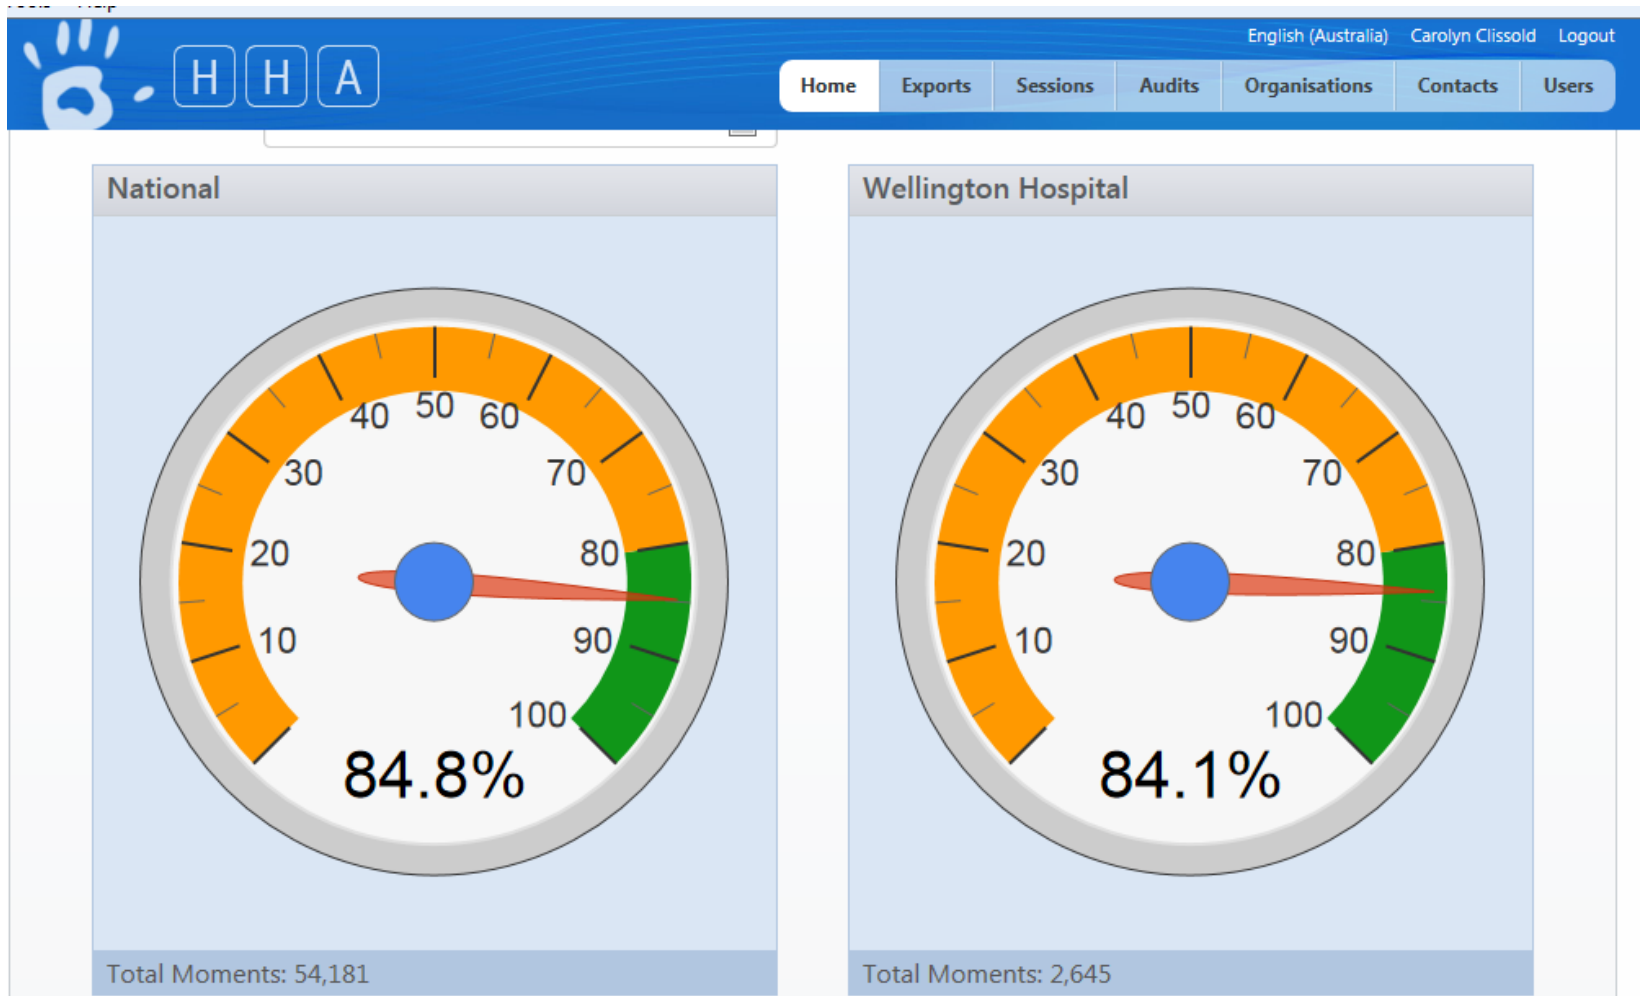 English (Australia) Carolyn Clissold Logout
H H A
Home Exports Sessions Audits Organisations Contacts Users
National
40 50 60
30 70
20 80
10 90
100
84.8%
Total Moments: 54,181
Wellington Hospital
40 50 60
30 70
20 80
10 90
100
84.1%
Total Moments: 2,645